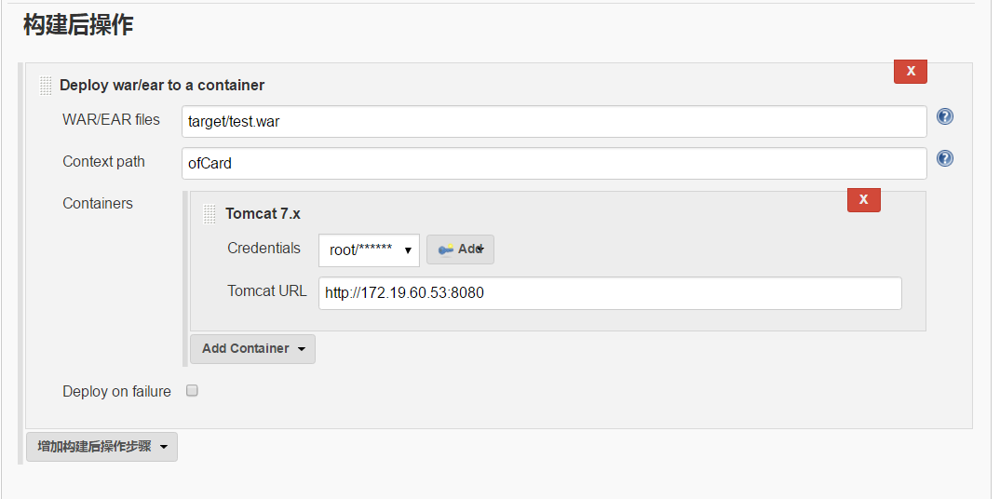 构建后操作
X
Deploy war/ear to a container
WAR/EAR files target/test.war ?
Context path ofCard ?
Containers
X
Tomcat 7.x
Credentials root/****** Add
Tomcat URL http://172.19.60.53:8080
Add Container
Deploy on failure
增加构建后操作步骤